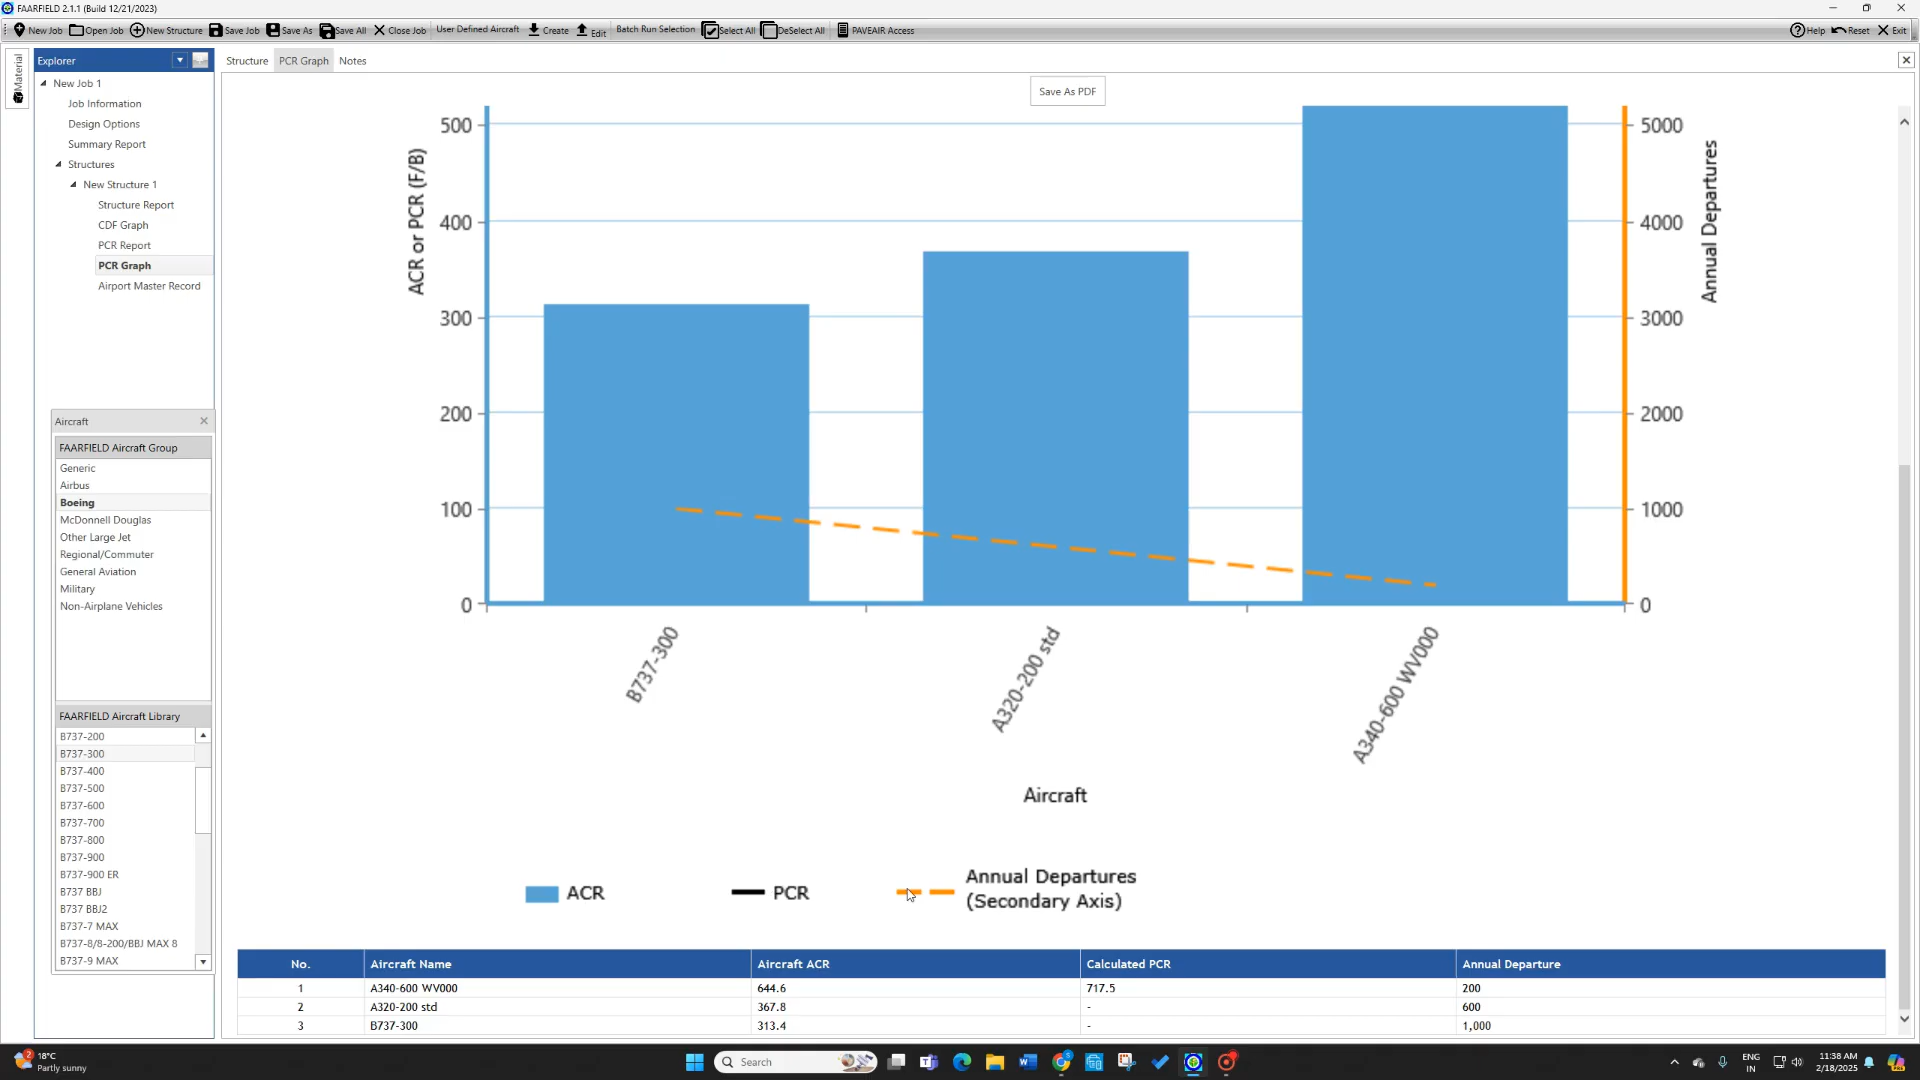 FAARFIELD 2.1.1 (Build 12/21/2023)
New Job Open Job New Structure Save Job Save As Save All Close Job User Defined Aircraft Create Edit Batch Run Selection Select All DeSelect All PAVEAIR Access Help Reset Exit
Material
Explorer
New Job 1
Job Information
Design Options
Summary Report
Structures
New Structure 1
Structure Report
CDF Graph
PCR Report
PCR Graph
Airport Master Record
Aircraft
FAARFIELD Aircraft Group
Generic
Airbus
Boeing
McDonnell Douglas
Other Large Jet
Regional/Commuter
General Aviation
Military
Non-Airplane Vehicles
FAARFIELD Aircraft Library
B737-200
B737-300
B737-400
B737-500
B737-600
B737-700
B737-800
B737-900
B737-900 ER
B737 BBJ
B737 BBJ2
B737-7 MAX
B737-8/8-200/BBJ MAX 8
B737-9 MAX
Structure PCR Graph Notes
Save As PDF
ACR or PCR (F/B)
500
400
300
200
100
0
5000
4000
3000
2000
1000
0
Annual Departures
B737-300
A320-200 std
A340-600 WV000
Aircraft
ACR
PCR
Annual Departures
(Secondary Axis)
No. Aircraft Name Aircraft ACR Calculated PCR Annual Departure
1 A340-600 WV000 644.6 717.5 200
2 A320-200 std 367.8 - 600
3 B737-300 313.4 - 1,000
2
18°C
Partly sunny
Search
ENG
IN
11:38 AM
2/18/2025